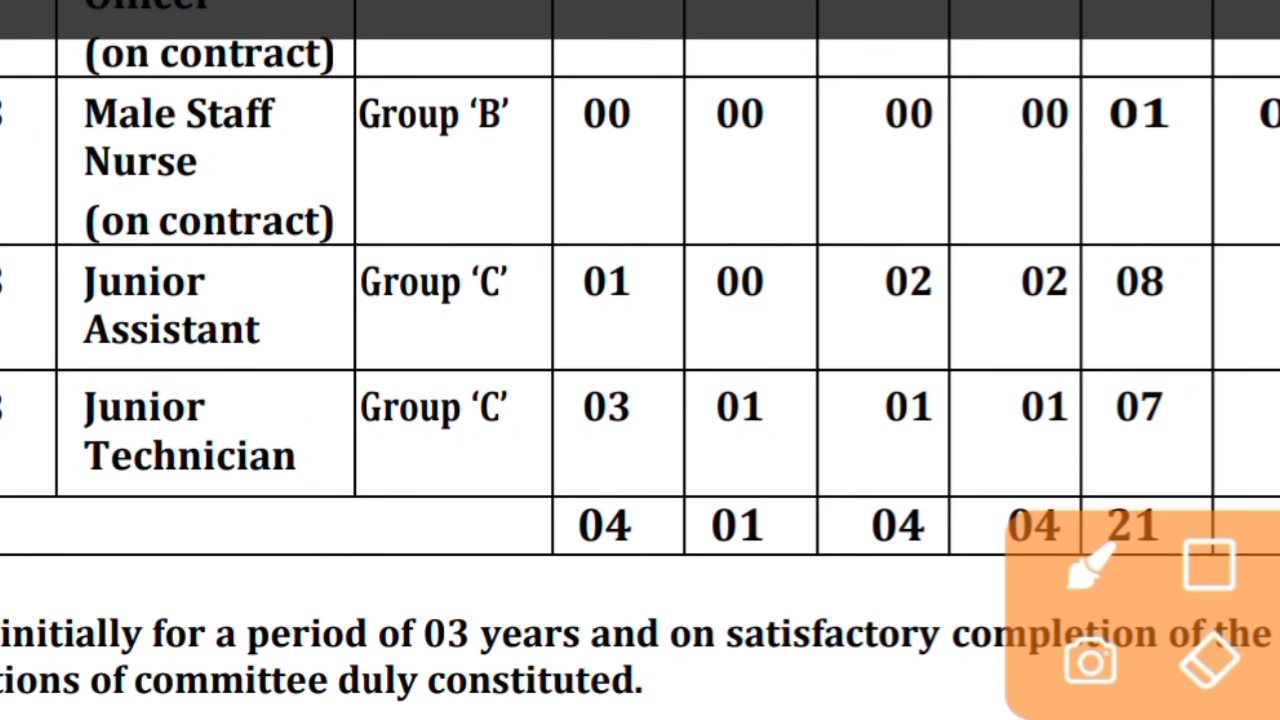 Officer
(on contract)
Male Staff Group ‘B’ 00 00 00 00 01
Nurse
(on contract)
Junior Group ‘C’ 01 00 02 02 08
Assistant
Junior Group ‘C’ 03 01 01 01 07
Technician
04 01 04 04 21
initially for a period of 03 years and on satisfactory completion of the
of committee duly constituted.